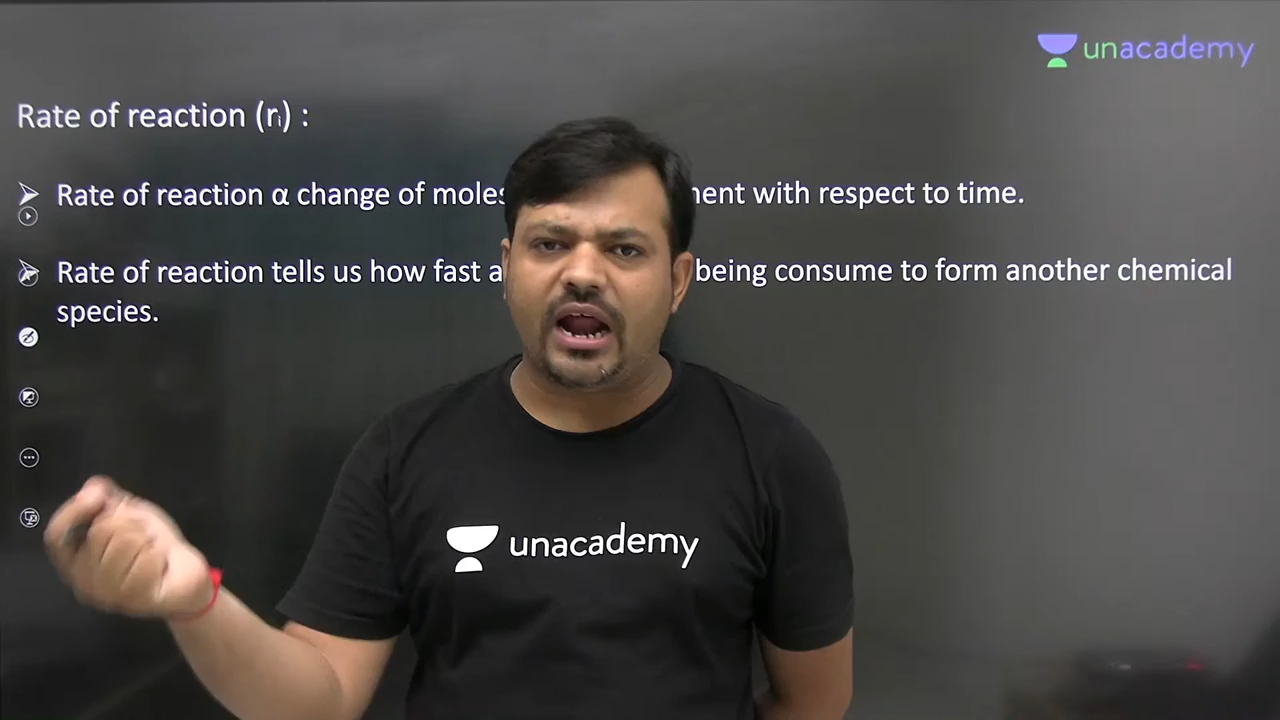 unacademy
Rate of reaction (rᵢ) :
Rate of reaction α change of moles with respect to time.
Rate of reaction tells us how fast a being consume to form another chemical
species.
unacademy